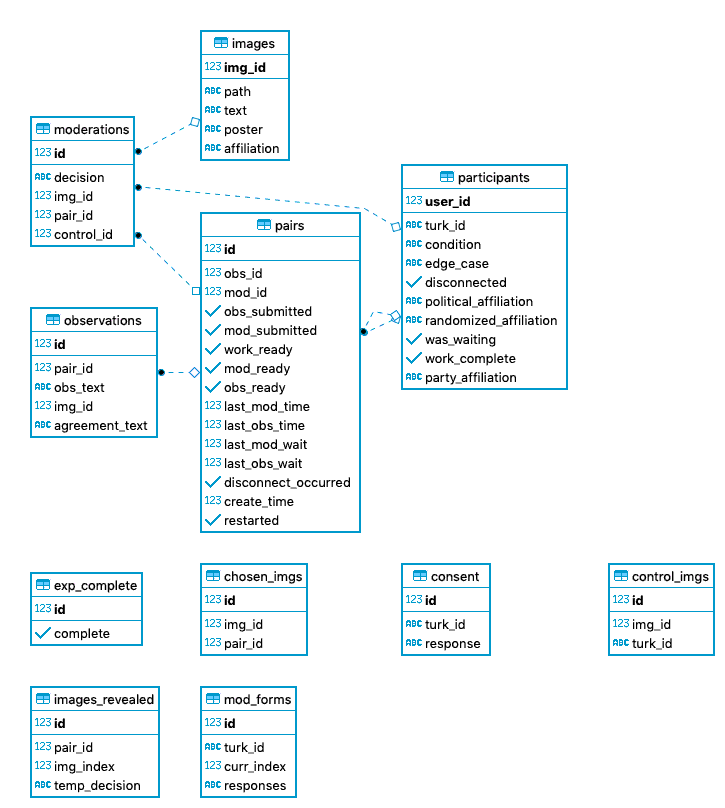 images
123 img_id
ABC path
ABC text
ABC poster
ABC affiliation
moderations
123 id
ABC decision
123 img_id
123 pair_id
123 control_id
participants
123 user_id
ABC turk_id
ABC condition
ABC edge_case
disconnected
ABC political_affiliation
ABC randomized_affiliation
was_waiting
work_complete
ABC party_affiliation
pairs
123 id
123 obs_id
123 mod_id
obs_submitted
mod_submitted
work_ready
mod_ready
obs_ready
123 last_mod_time
123 last_obs_time
123 last_mod_wait
123 last_obs_wait
disconnect_occurred
123 create_time
restarted
observations
123 id
123 pair_id
ABC obs_text
123 img_id
ABC agreement_text
exp_complete
123 id
complete
chosen_imgs
123 id
123 img_id
123 pair_id
consent
123 id
ABC turk_id
ABC response
control_imgs
123 id
123 img_id
ABC turk_id
images_revealed
123 id
123 pair_id
123 img_index
ABC temp_decision
mod_forms
123 id
ABC turk_id
123 curr_index
ABC responses